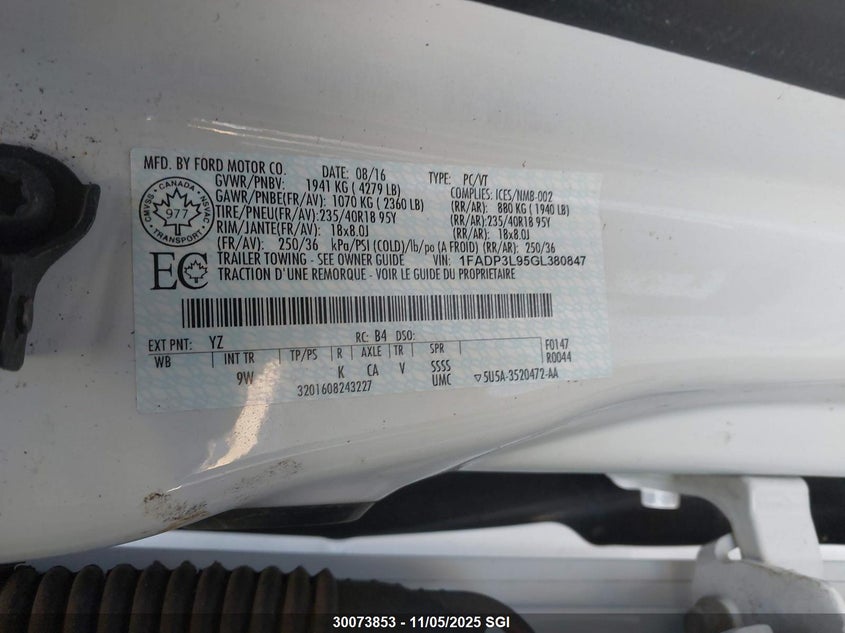 MFD. BY FORD MOTOR CO. DATE: 08/16 TYPE: PC/VT
GVWR/PNBV: 1941 KG ( 4279 LB) COMPLIES: ICES/NMB-002
GAWR/PNBE(FR/AV): 1070 KG ( 2360 LB) (RR/AR): 880 KG ( 1940 LB)
TIRE/PNEU(FR/AV):235/40R18 95Y (RR/AR):235/40R18 95Y
RIM/JANTE(FR/AV): 18x8.0J (RR/AR): 18x8.0J
(FR/AV): 250/36 kPa/PSI (COLD)/lb/po (A FROID) (RR/AR): 250/36
TRAILER TOWING - SEE OWNER GUIDE VIN: 1FADP3L95GL380847
TRACTION D'UNE REMORQUE - VOIR LE GUIDE DU PROPRIETAIRE
CANADA
CMVSS • NSVAC
977
TRANSPORT
EC
EXT PNT: YZ RC: B4 DSO: F0147
WB INT TR TP/PS R AXLE TR SPR R0044
9W K CA V SSSS
3201608243227 UMC ▽5U5A-3520472-AA
30073853 - 11/05/2025 SGI